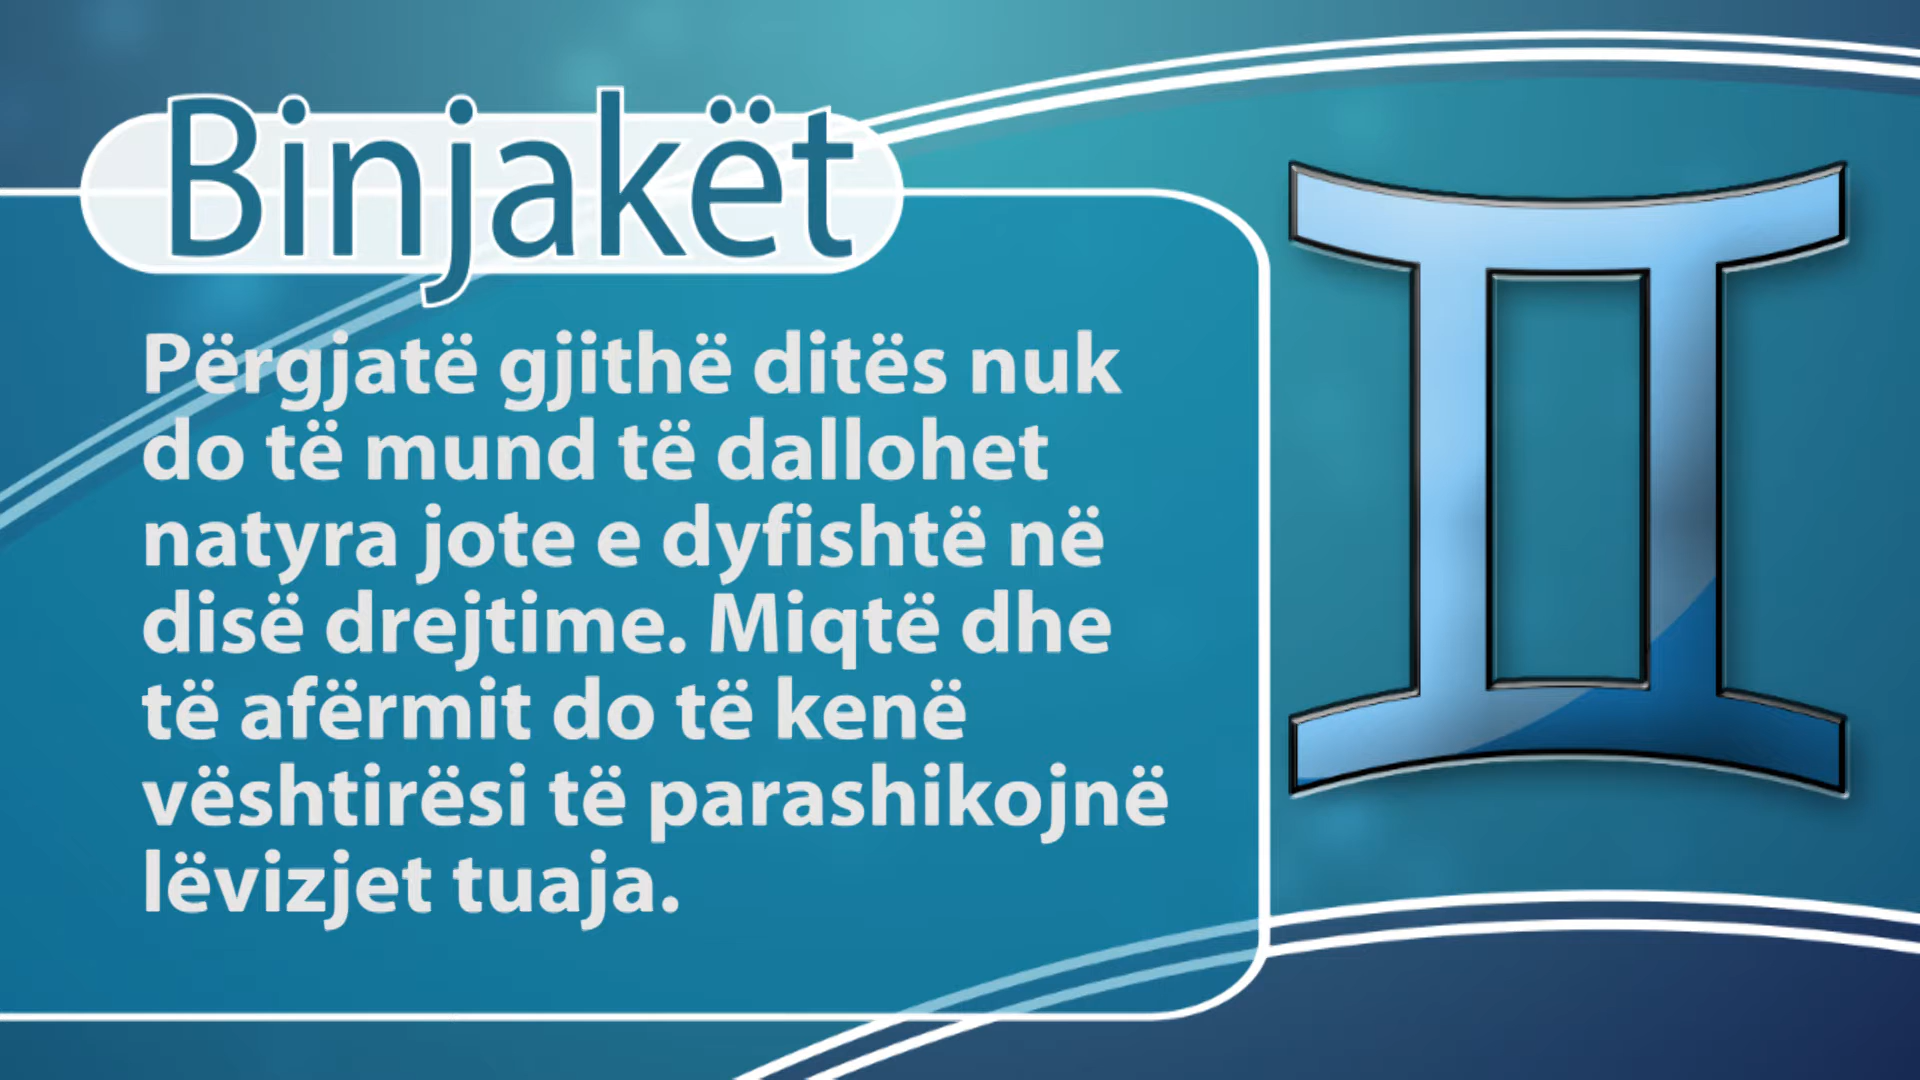 Binjakët
Përgjatë gjithë ditës nuk
do të mund të dallohet
natyra jote e dyfishtë në
disë drejtime. Miqtë dhe
të afërmit do të kenë
vështirësi të parashikojnë
lëvizjet tuaja.